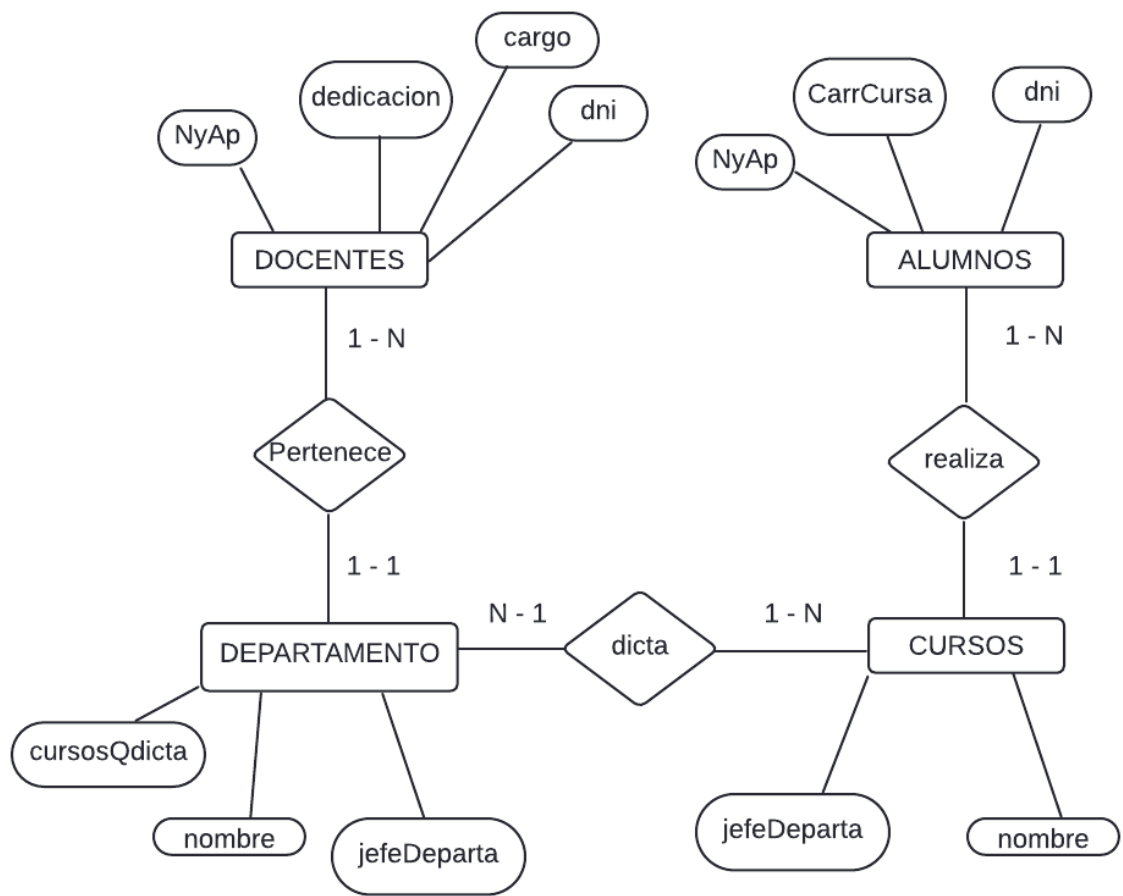 cargo
dedicacion
CarrCursa
dni
dni
NyAp
NyAp
DOCENTES
ALUMNOS
1 - N
1 - N
Pertenece
realiza
1 - 1
1 - 1
N - 1
1 - N
DEPARTAMENTO
dicta
CURSOS
cursosQdicta
nombre
jefeDeparta
jefeDeparta
nombre